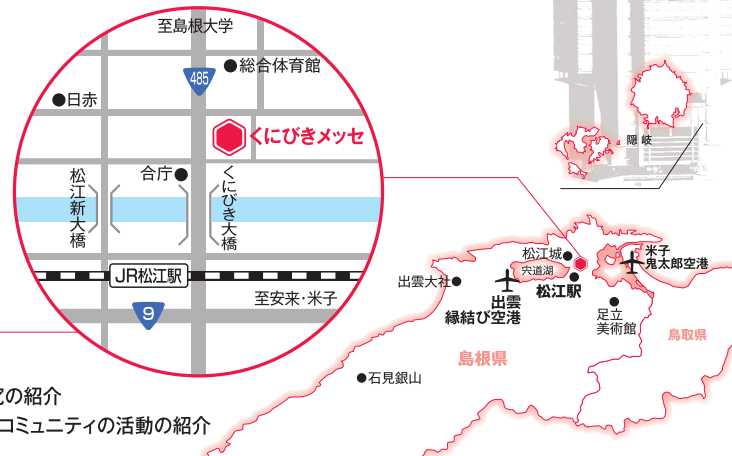 至島根大学
485
総合体育館
日赤
くにびきメッセ
合庁
松江新大橋
くにびき大橋
JR松江駅
至安来・米子
9
の紹介
コミュニティの活動の紹介
隠岐
松江城
宍道湖
松江駅
米子
鬼太郎空港
出雲大社
出雲
縁結び空港
足立
美術館
島根県
鳥取県
石見銀山